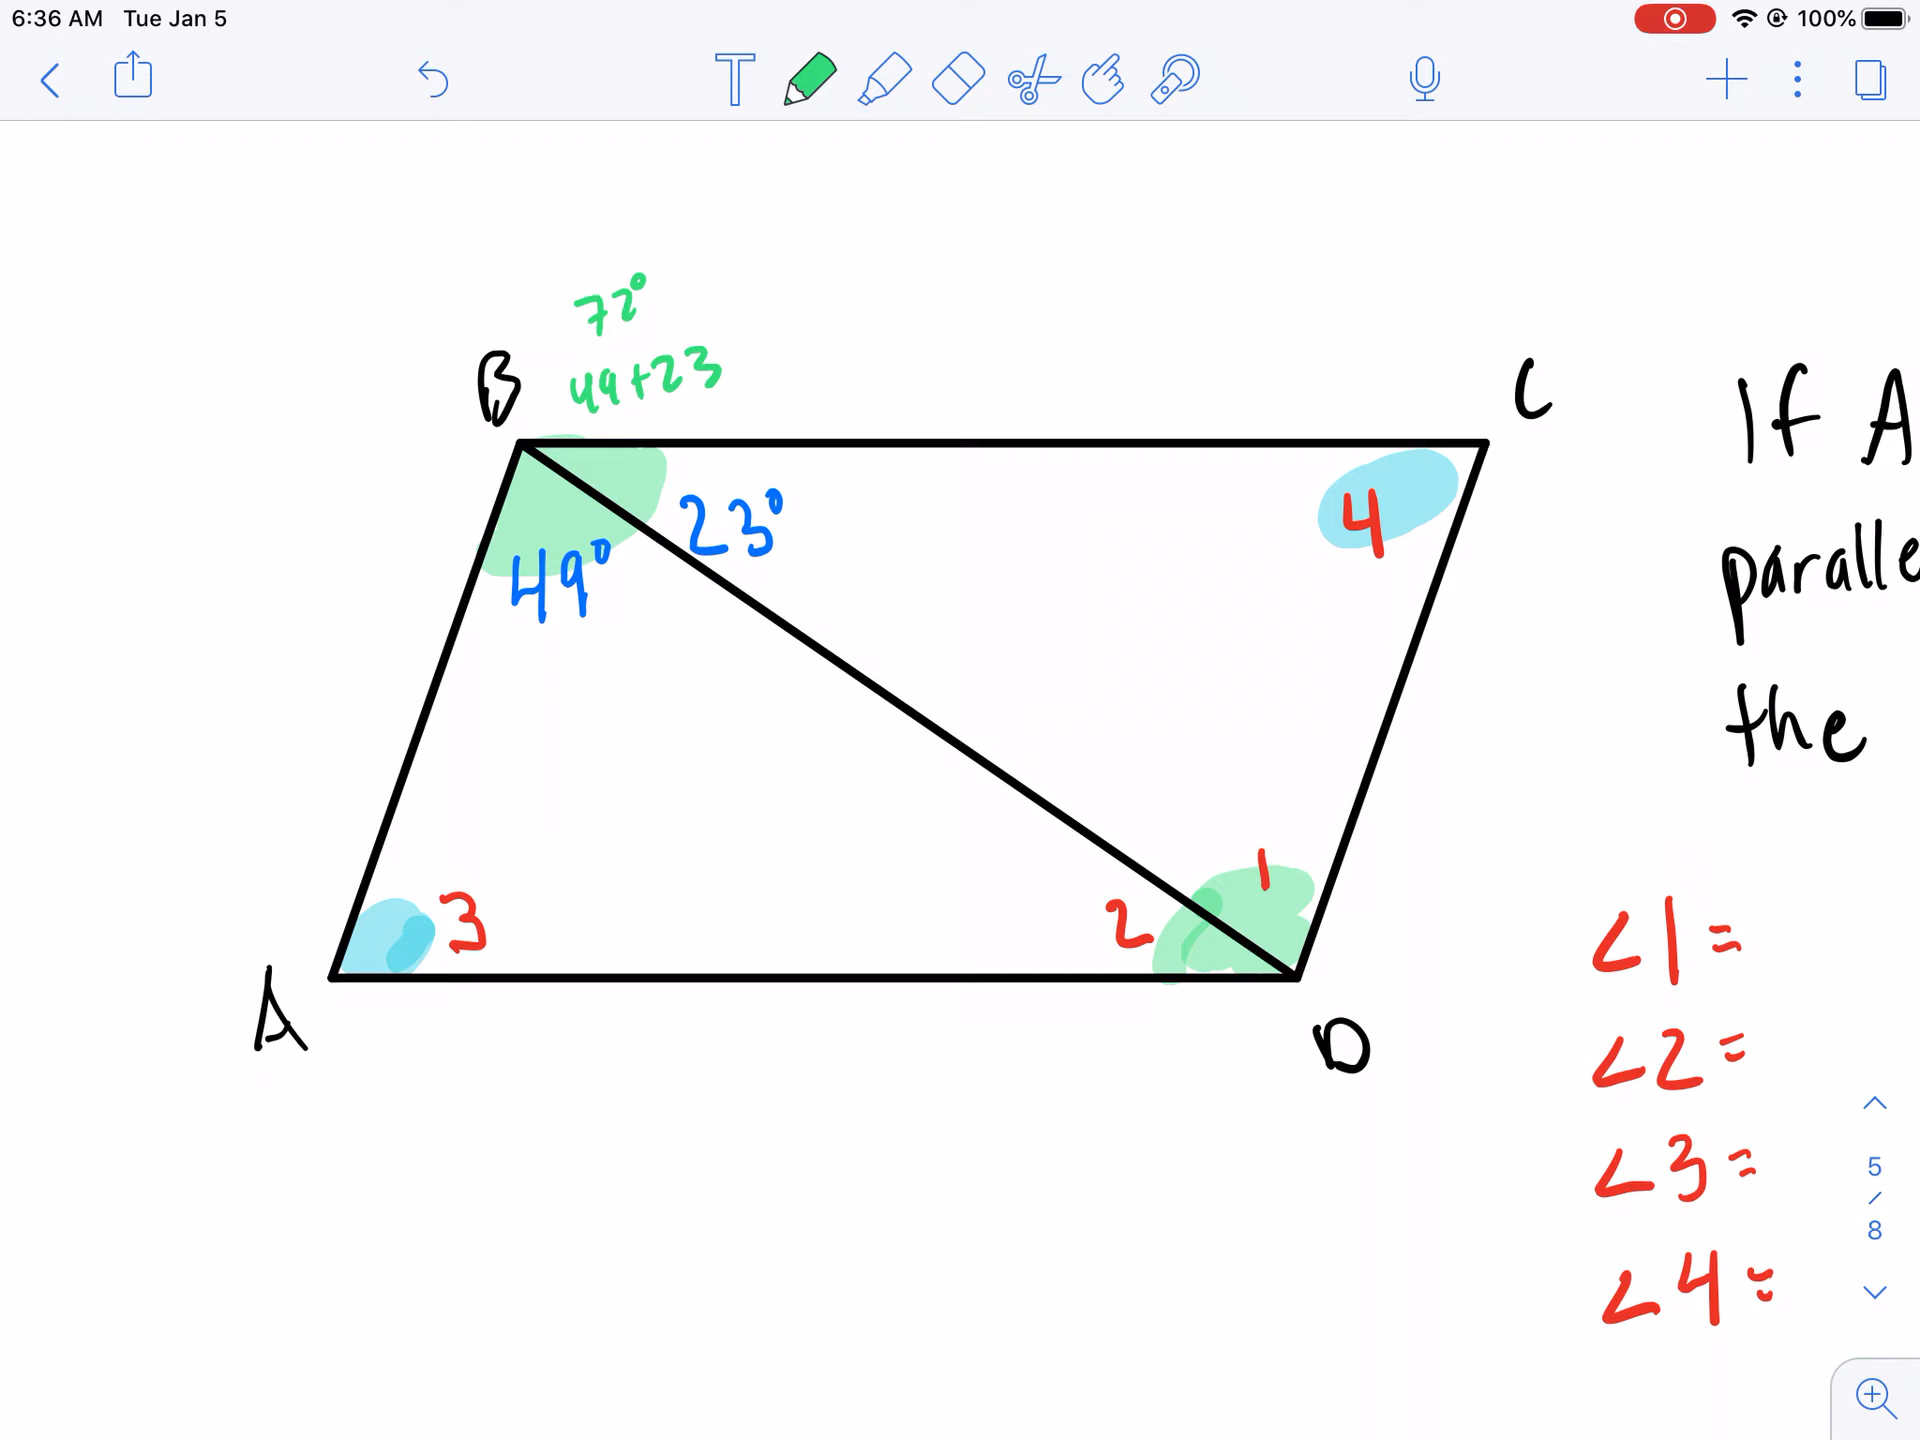 6:36 AM Tue Jan 5
100%
T
72°
49+23
B
C
If A
23°
4
49°
paralle
the
1
3
2
∠1=
A
D
∠2=
5
/
8
∠3=
∠4=